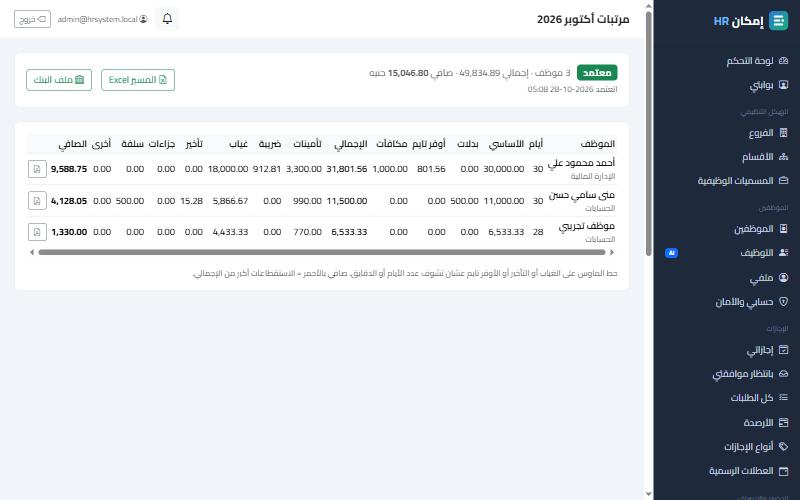 إمكان HR
لوحة التحكم
بوابتي
الهيكل التنظيمي
الفروع
الأقسام
المسميات الوظيفية
الموظفين
الموظفين
التوظيف AI
ملفي
حسابي والأمان
الإجازات
إجازاتي
بانتظار موافقتي
كل الطلبات
الأرصدة
أنواع الإجازات
العطلات الرسمية
مرتبات أكتوبر 2026
admin@hrsystem.local
خروج
معتمد 3 موظف · إجمالي 49,834.89 · صافي 15,046.80 جنيه
اتعتمد 2026-10-28 05:08
المسير Excel
ملف البنك
الموظف أيام الأساسي بدلات أوفر تايم مكافآت الإجمالي تأمينات ضريبة غياب تأخير جزاءات سلفة أخرى الصافي
أحمد محمود علي 30 30,000.00 0.00 801.56 1,000.00 31,801.56 3,300.00 912.81 18,000.00 0.00 0.00 0.00 0.00 9,588.75
الإدارة المالية
منى سامي حسن 30 11,000.00 500.00 0.00 0.00 11,500.00 990.00 0.00 5,866.67 15.28 0.00 500.00 0.00 4,128.05
الحسابات
موظف تجريبي 28 6,533.33 0.00 0.00 0.00 6,533.33 770.00 0.00 4,433.33 0.00 0.00 0.00 0.00 1,330.00
الحسابات
حط الماوس على الغياب أو التأخير أو الأوفر تايم عشان تشوف عدد الأيام أو الدقايق. صافي بالأحمر = الاستقطاعات أكبر من الإجمالي.